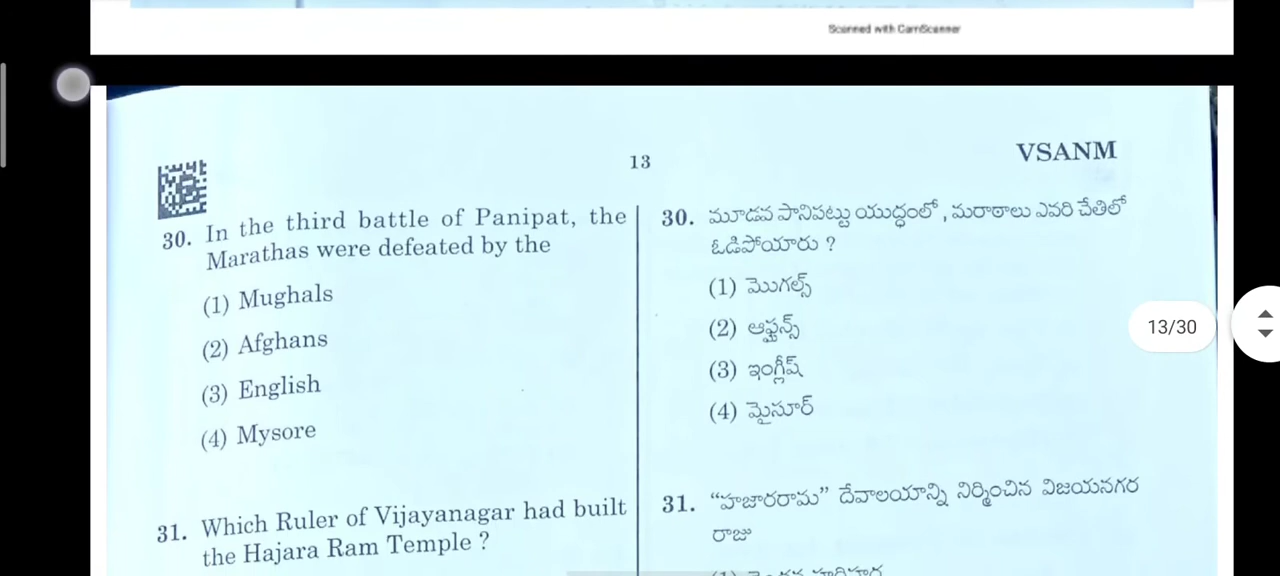 Scanned with CamScanner
13
VSANM
30. In the third battle of Panipat, the
Marathas were defeated by the
(1) Mughals
(2) Afghans
(3) English
(4) Mysore
31. Which Ruler of Vijayanagar had built
the Hajara Ram Temple ?
30. మూడవ పానిపట్టు యుద్ధంలో , మరాఠాలు ఎవరి చేతిలో
ఓడిపోయారు ?
(1) మొగల్స్
(2) ఆఫ్ఘన్స్
(3) ఇంగ్లీష్
(4) మైసూర్
31. “హజారరామ” దేవాలయాన్ని నిర్మించిన విజయనగర
రాజు
13/30